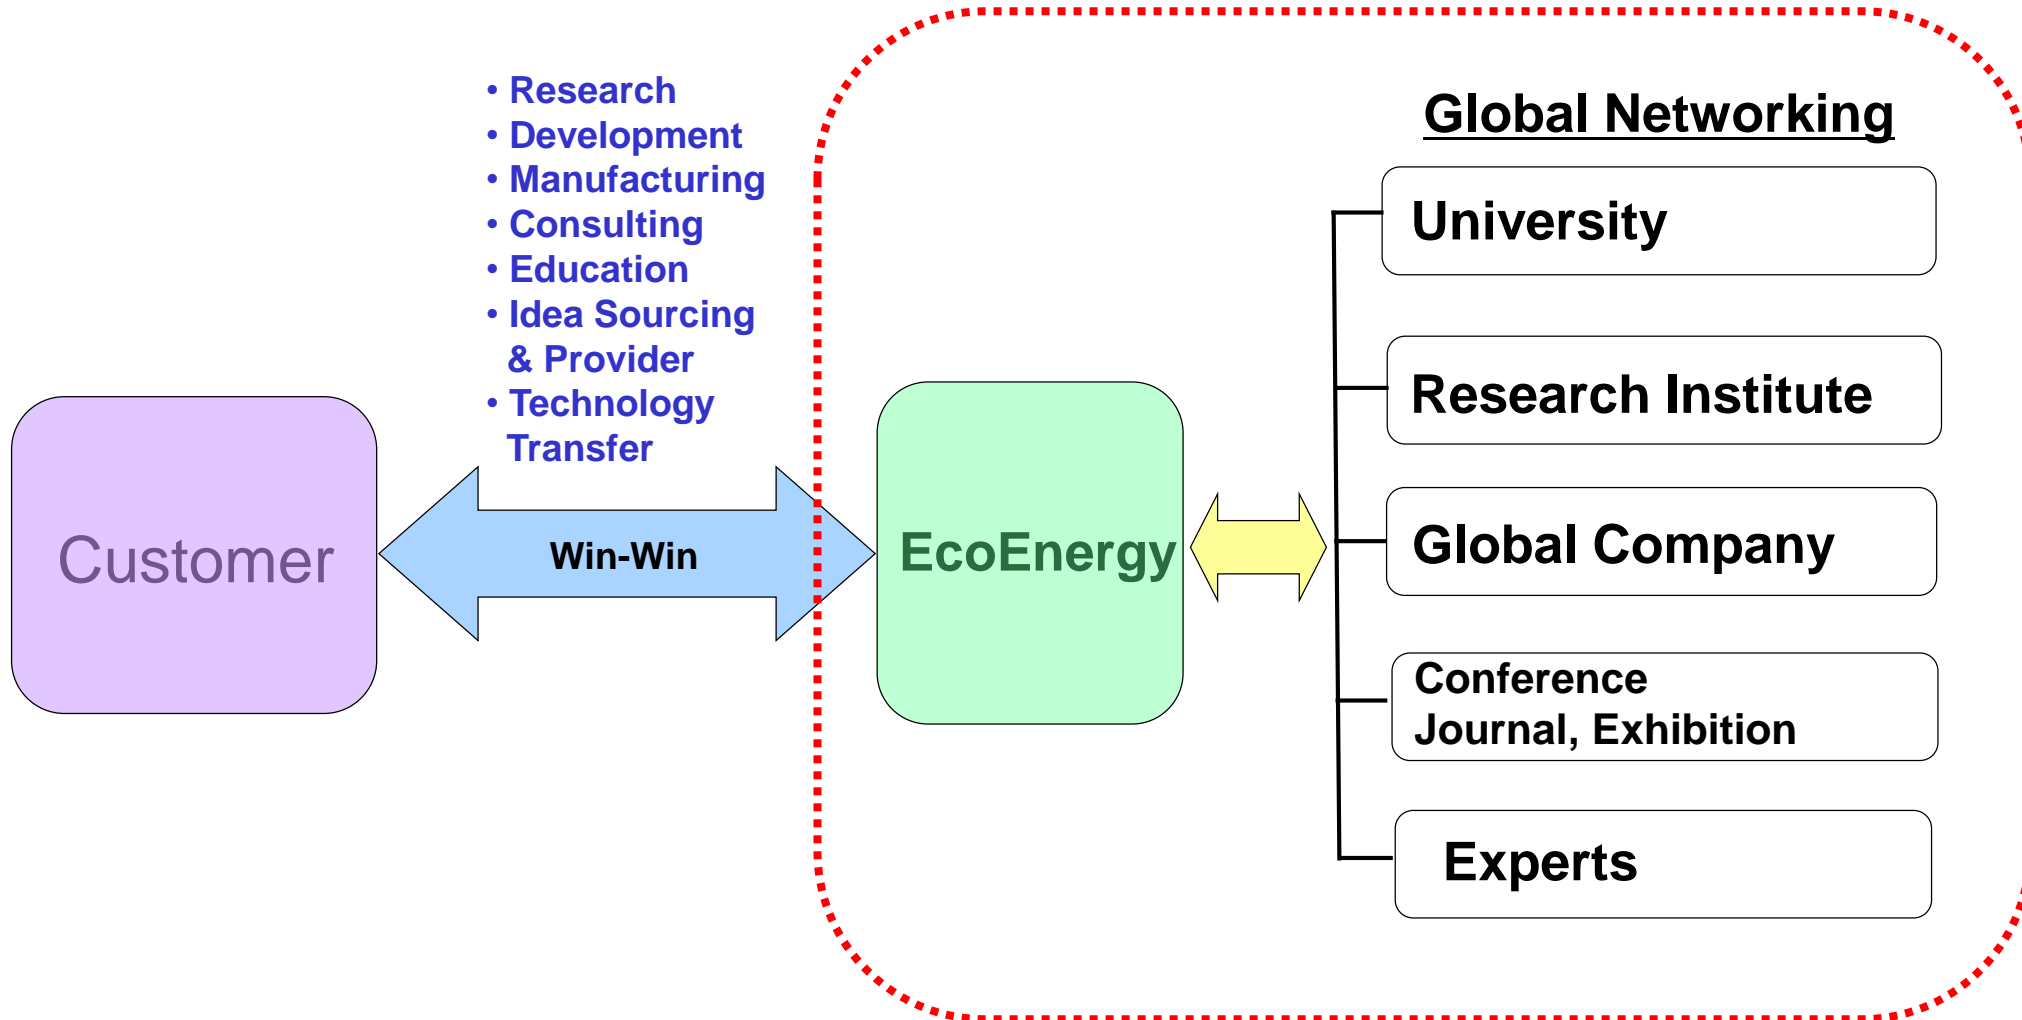 • Research
• Development
• Manufacturing
• Consulting
• Education
• Idea Sourcing
& Provider
• Technology
Transfer
Customer
Win-Win
EcoEnergy
Global Networking
University
Research Institute
Global Company
Conference
Journal, Exhibition
Experts